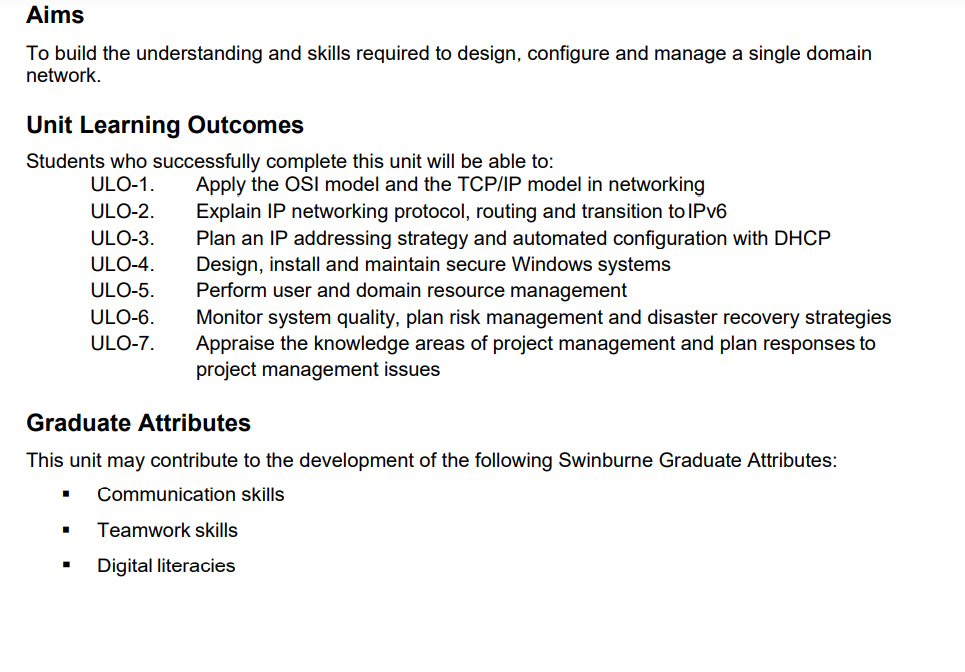 Aims
To build the understanding and skills required to design, configure and manage a single domain
network.
Unit Learning Outcomes
Students who successfully complete this unit will be able to:
ULO-1. Apply the OSI model and the TCP/IP model in networking
ULO-2. Explain IP networking protocol, routing and transition to IPv6
ULO-3. Plan an IP addressing strategy and automated configuration with DHCP
ULO-4. Design, install and maintain secure Windows systems
ULO-5. Perform user and domain resource management
ULO-6. Monitor system quality, plan risk management and disaster recovery strategies
ULO-7. Appraise the knowledge areas of project management and plan responses to
project management issues
Graduate Attributes
This unit may contribute to the development of the following Swinburne Graduate Attributes:
▪ Communication skills
▪ Teamwork skills
▪ Digital literacies